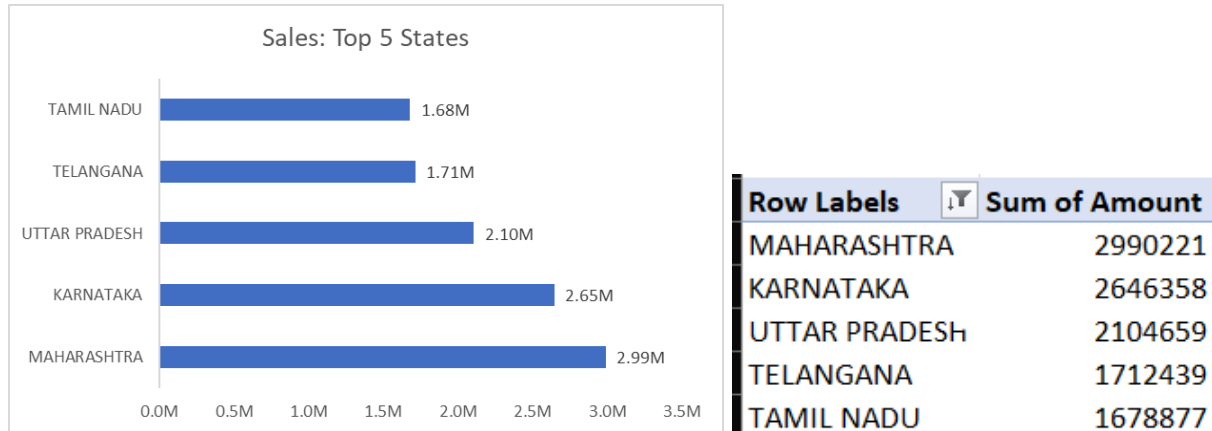 Sales: Top 5 States
TAMIL NADU 1.68M
TELANGANA 1.71M
UTTAR PRADESH 2.10M
KARNATAKA 2.65M
MAHARASHTRA 2.99M
0.0M 0.5M 1.0M 1.5M 2.0M 2.5M 3.0M 3.5M
Row Labels Sum of Amount
MAHARASHTRA 2990221
KARNATAKA 2646358
UTTAR PRADESH 2104659
TELANGANA 1712439
TAMIL NADU 1678877